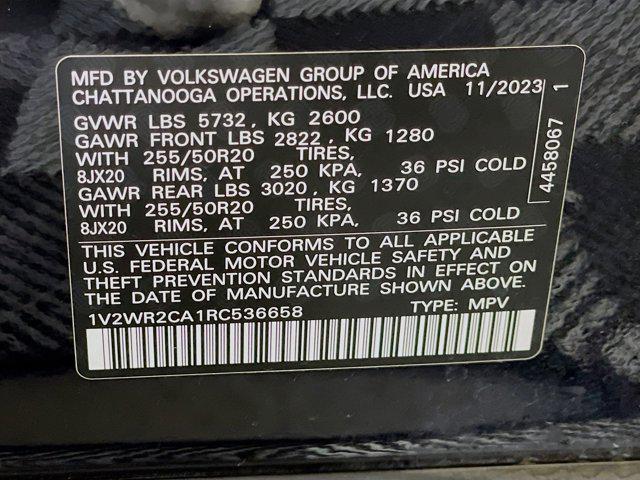 MFD BY VOLKSWAGEN GROUP OF AMERICA
CHATTANOOGA OPERATIONS, LLC. USA 11/2023
GVWR LBS 5732, KG 2600
GAWR FRONT LBS 2822, KG 1280
WITH 255/50R20 TIRES,
8JX20 RIMS, AT 250 KPA, 36 PSI COLD
GAWR REAR LBS 3020, KG 1370
WITH 255/50R20 TIRES,
8JX20 RIMS, AT 250 KPA, 36 PSI COLD
THIS VEHICLE CONFORMS TO ALL APPLICABLE
U.S. FEDERAL MOTOR VEHICLE SAFETY AND
THEFT PREVENTION STANDARDS IN EFFECT ON
THE DATE OF MANUFACTURE SHOWN ABOVE.
1V2WR2CA1RC536658 TYPE: MPV
4458067 1